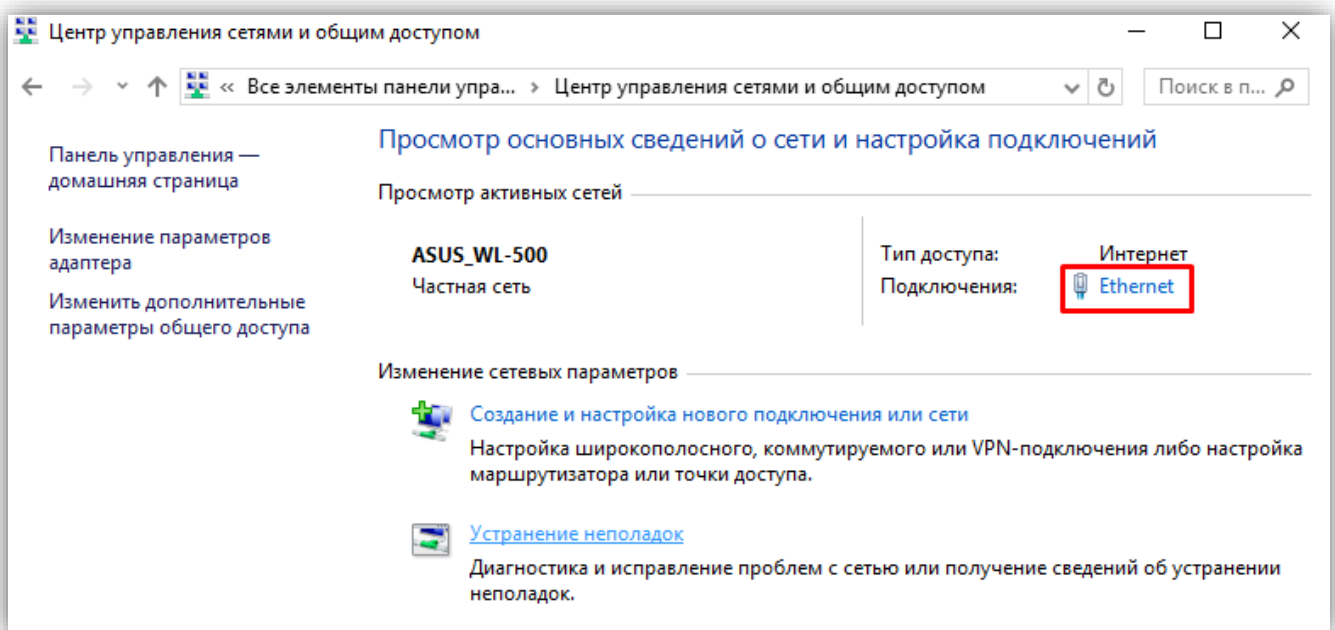 Центр управления сетями и общим доступом
« Все элементы панели упра... › Центр управления сетями и общим доступом
Поиск в п...
Панель управления —
домашняя страница
Изменение параметров
адаптера
Изменить дополнительные
параметры общего доступа
Просмотр основных сведений о сети и настройка подключений
Просмотр активных сетей
ASUS_WL-500
Частная сеть
Тип доступа: Интернет
Подключения: Ethernet
Изменение сетевых параметров
Создание и настройка нового подключения или сети
Настройка широкополосного, коммутируемого или VPN-подключения либо настройка
маршрутизатора или точки доступа.
Устранение неполадок
Диагностика и исправление проблем с сетью или получение сведений об устранении
неполадок.